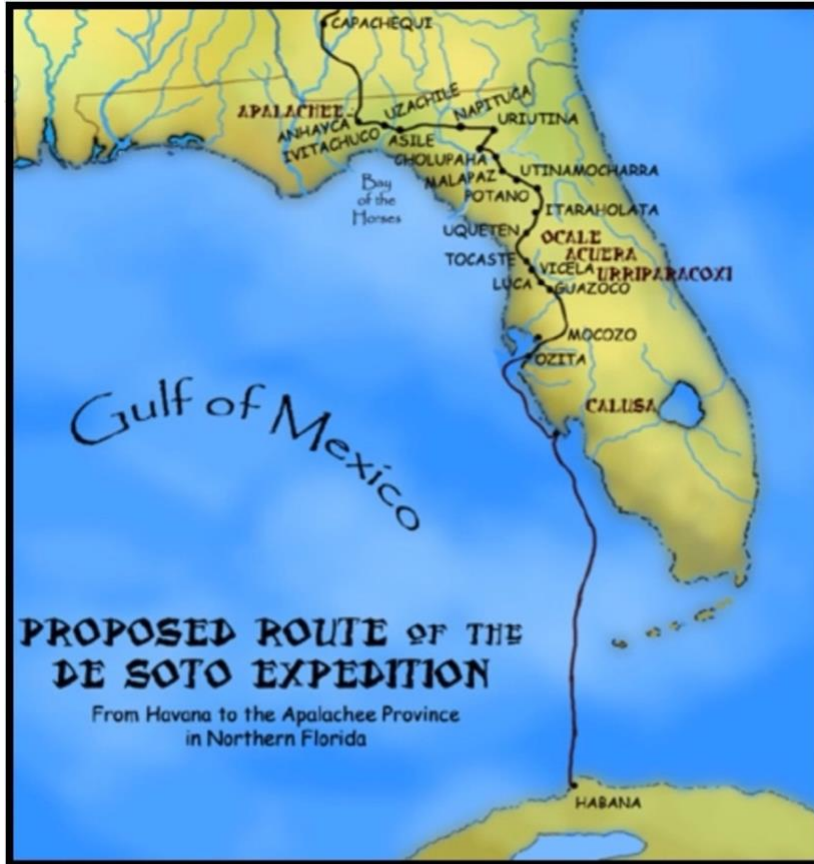 CAPACHEQUI
APALACHEE
UZACHILE
NAPITUGA
ANHAYCA
URIUTINA
IVITACHUCO
ASILE
CHOLUPAHA
UTINAMOCHARRA
MALAPAZ
Bay
of the
Horses
POTANO
ITARAHOLATA
UQUETEN
OCALE
ACUERA
TOCASTE
VICELA
URRIPARACOXI
LUCA
GUAZOCO
MOCOZO
OZITA
CALUSA
Gulf of Mexico
PROPOSED ROUTE OF THE
DE SOTO EXPEDITION
From Havana to the Apalachee Province
in Northern Florida
HABANA